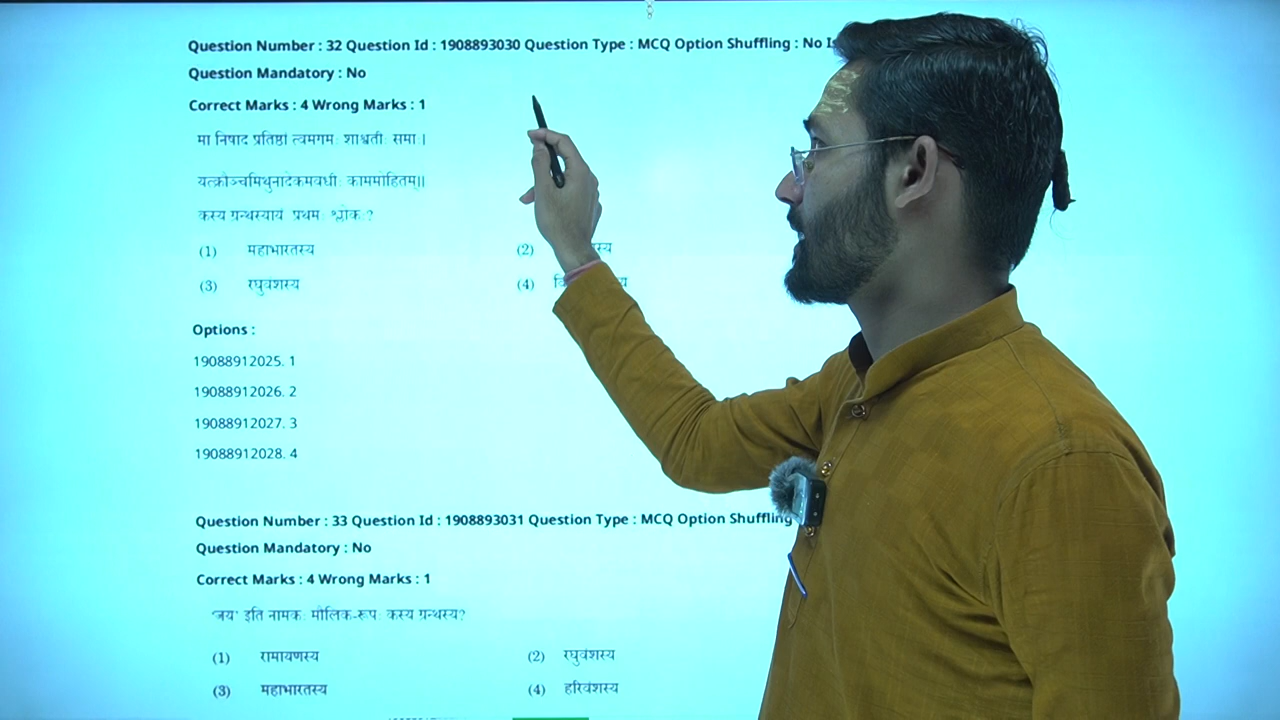 Question Number : 32 Question Id : 1908893030 Question Type : MCQ Option Shuffling : No
Question Mandatory : No
Correct Marks : 4 Wrong Marks : 1
मा निषाद प्रतिष्ठां त्वमगमः शाश्वतीः समाः।
यत्क्रौञ्चमिथुनादेकमवधीः काममोहितम्॥
कस्य ग्रन्थस्यायं प्रथमः श्लोकः?
(1) महाभारतस्य (2)
(3) रघुवंशस्य (4)
Options :
19088912025. 1
19088912026. 2
19088912027. 3
19088912028. 4
Question Number : 33 Question Id : 1908893031 Question Type : MCQ Option Shuffling
Question Mandatory : No
Correct Marks : 4 Wrong Marks : 1
'जय' इति नामकः मौलिक-रूपः कस्य ग्रन्थस्य?
(1) रामायणस्य (2) रघुवंशस्य
(3) महाभारतस्य (4) हरिवंशस्य